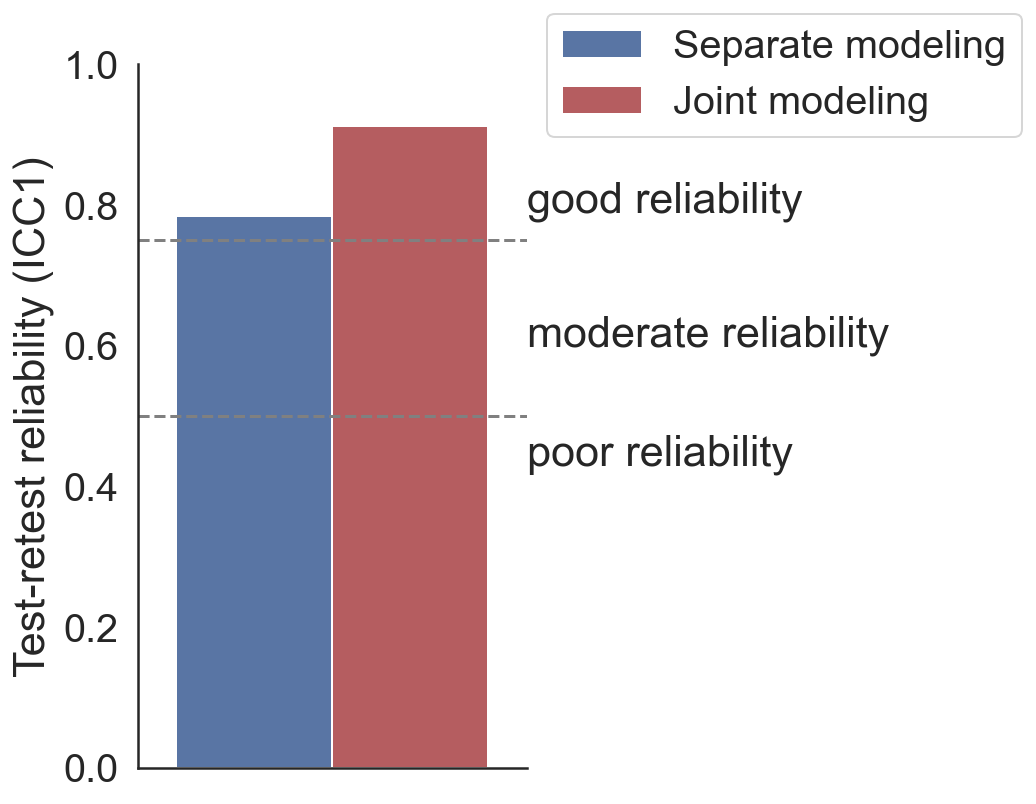 Separate modeling
Joint modeling
Test-retest reliability (ICC1)
1.0
0.8
0.6
0.4
0.2
0.0
good reliability
moderate reliability
poor reliability